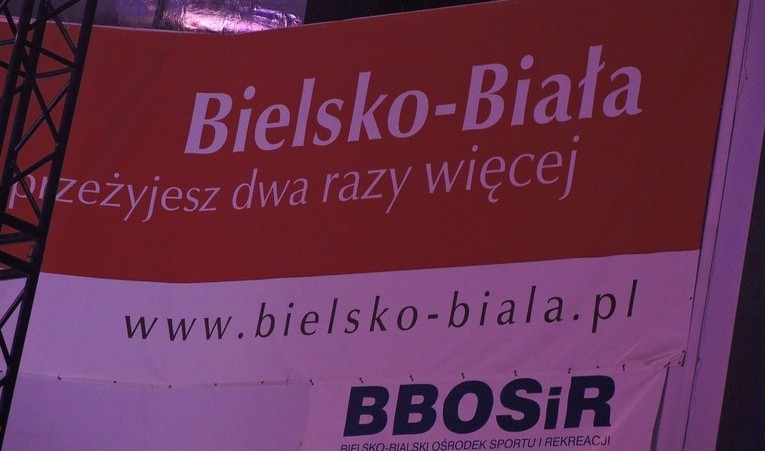 Bielsko-Biała
przeżyjesz dwa razy więcej
www.bielsko-biala.pl
BBOSiR
BIELSKO-BIALSKI OŚRODEK SPORTU I REKREACJI